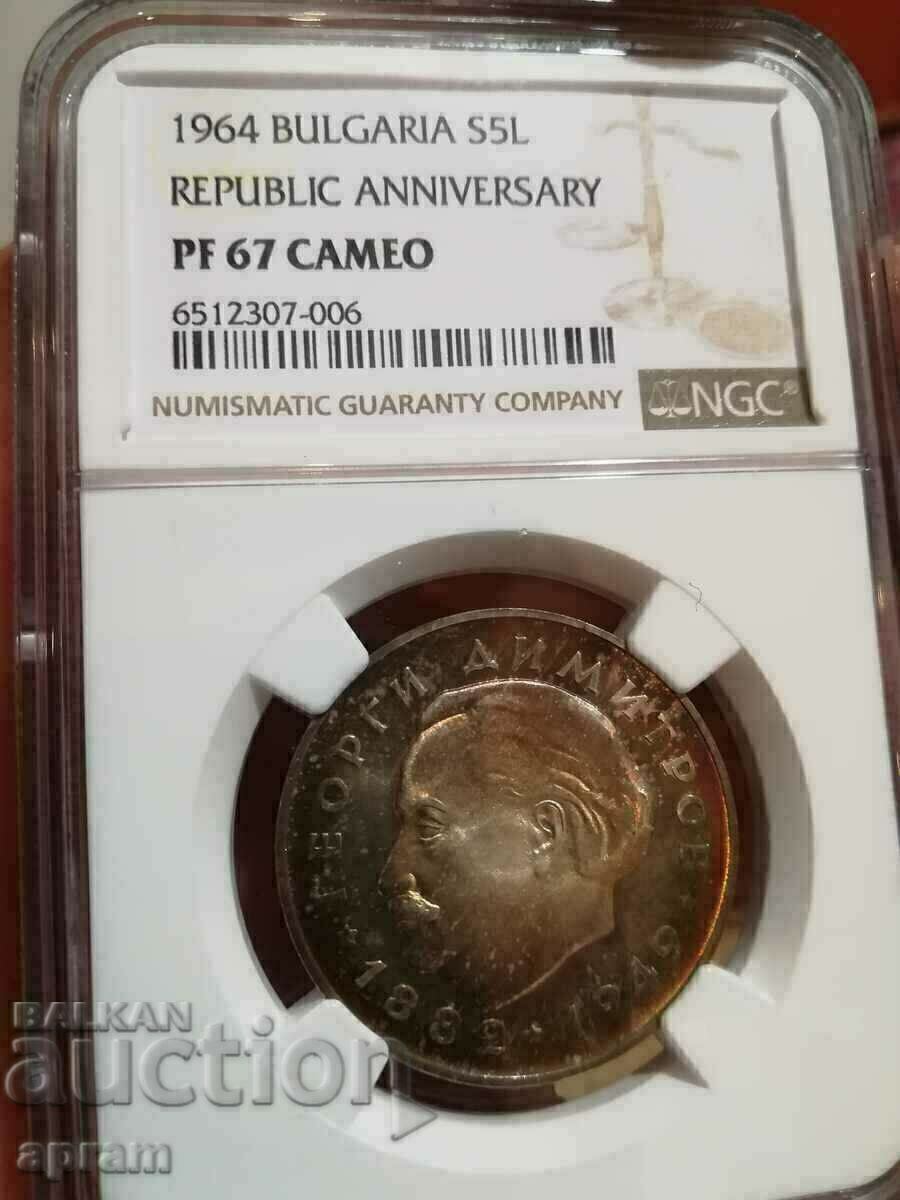 1964 BULGARIA S5L
REPUBLIC ANNIVERSARY
PF 67 CAMEO
6512307-006
NUMISMATIC GUARANTY COMPANY
NGC®
ГЕОРГИ ДИМИТРОВ
1882 · 1949
BALKAN
auction
apram